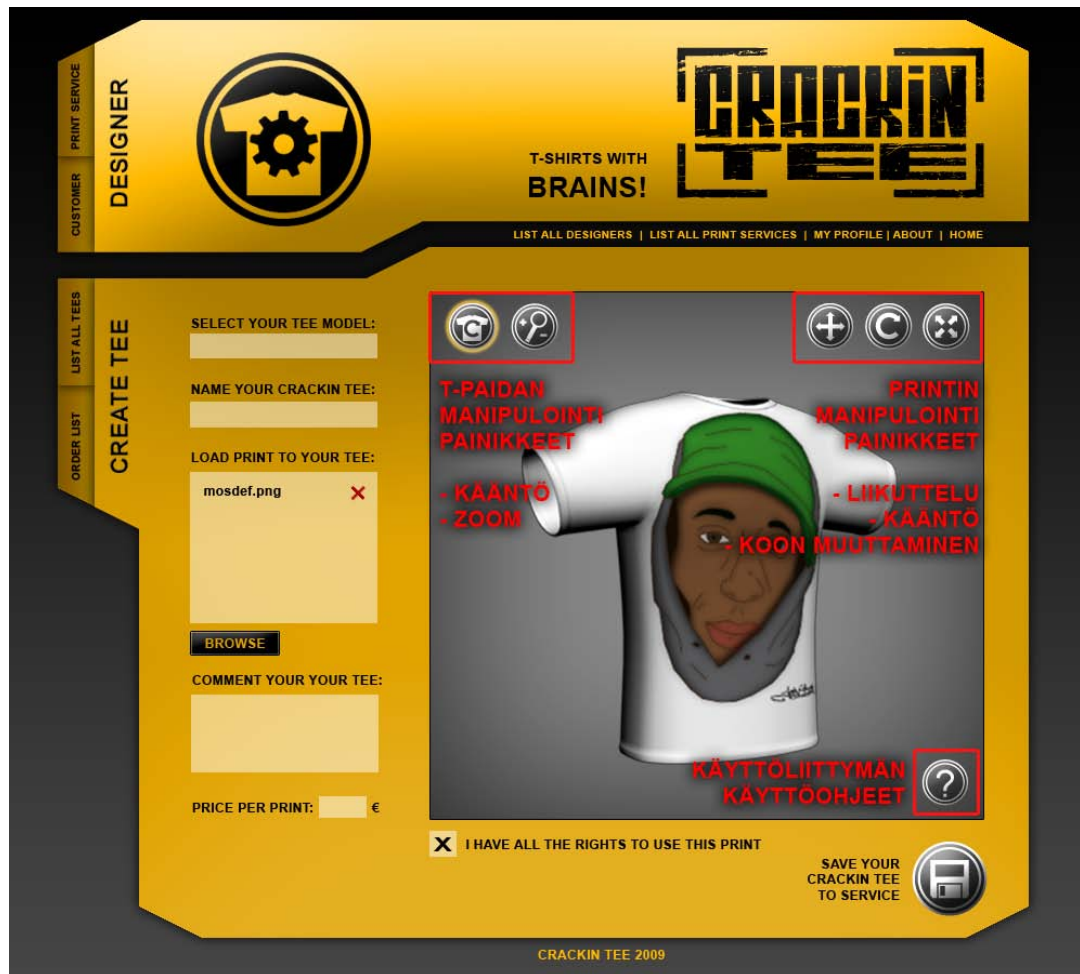 PRINT SERVICE
CUSTOMER
DESIGNER
T-SHIRTS WITH
BRAINS!
CRACKiN
TEE
LIST ALL DESIGNERS | LIST ALL PRINT SERVICES | MY PROFILE | ABOUT | HOME
LIST ALL TEES
ORDER LIST
CREATE TEE
SELECT YOUR TEE MODEL:
NAME YOUR CRACKIN TEE:
LOAD PRINT TO YOUR TEE:
mosdef.png
BROWSE
COMMENT YOUR YOUR TEE:
PRICE PER PRINT: €
C
C
T-PAIDAN
MANIPULOINTI
PAINIKKEET
- KÄÄNTÖ
- ZOOM
PRINTIN
MANIPULOINTI
PAINIKKEET
- LIIKUTTELU
- KÄÄNTÖ
- KOON MUUTTAMINEN
KÄYTTÖLIITTYMÄN
KÄYTTÖOHJEET
?
X I HAVE ALL THE RIGHTS TO USE THIS PRINT
SAVE YOUR
CRACKIN TEE
TO SERVICE
CRACKIN TEE 2009